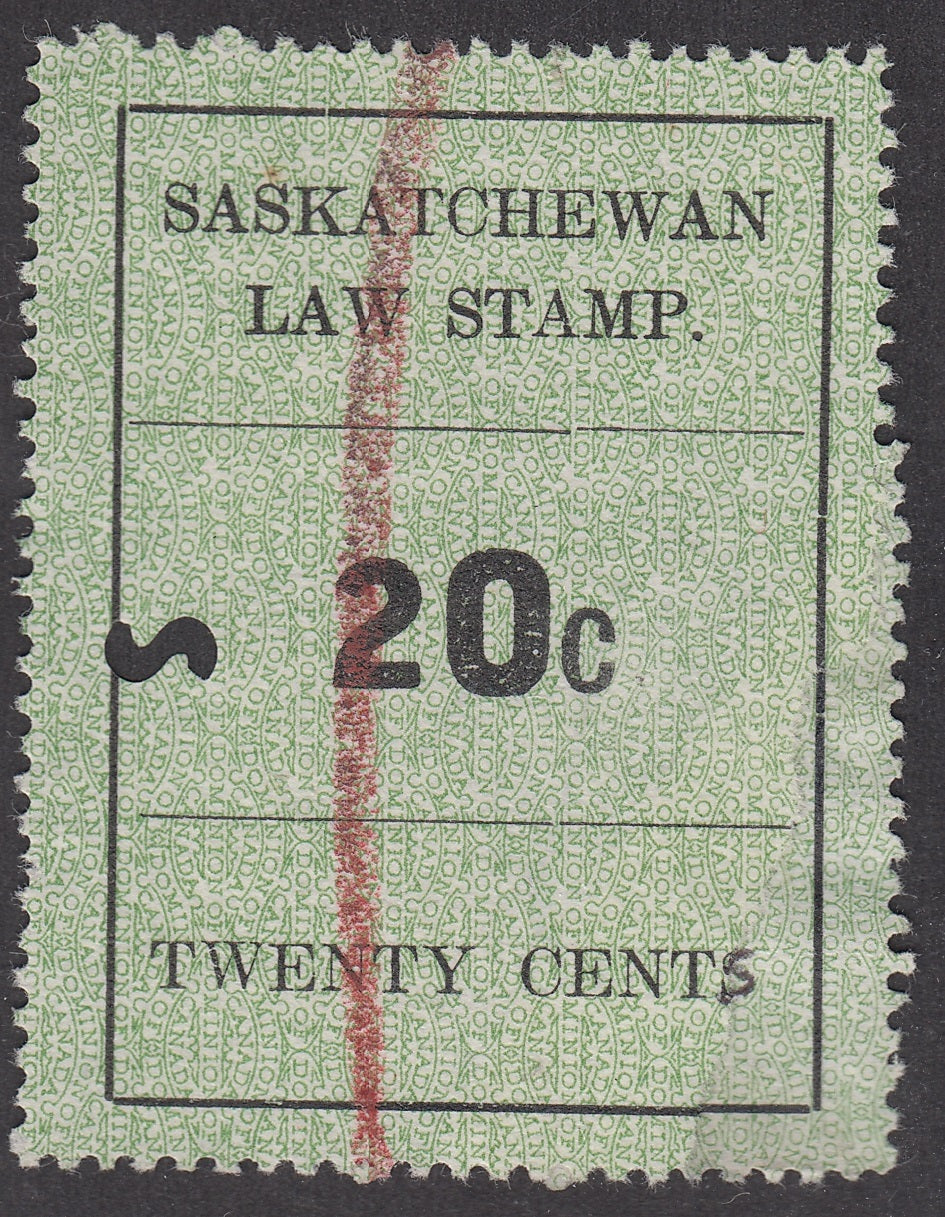 SASKATCHEWAN
LAW STAMP.
20c
TWENTY CENTS